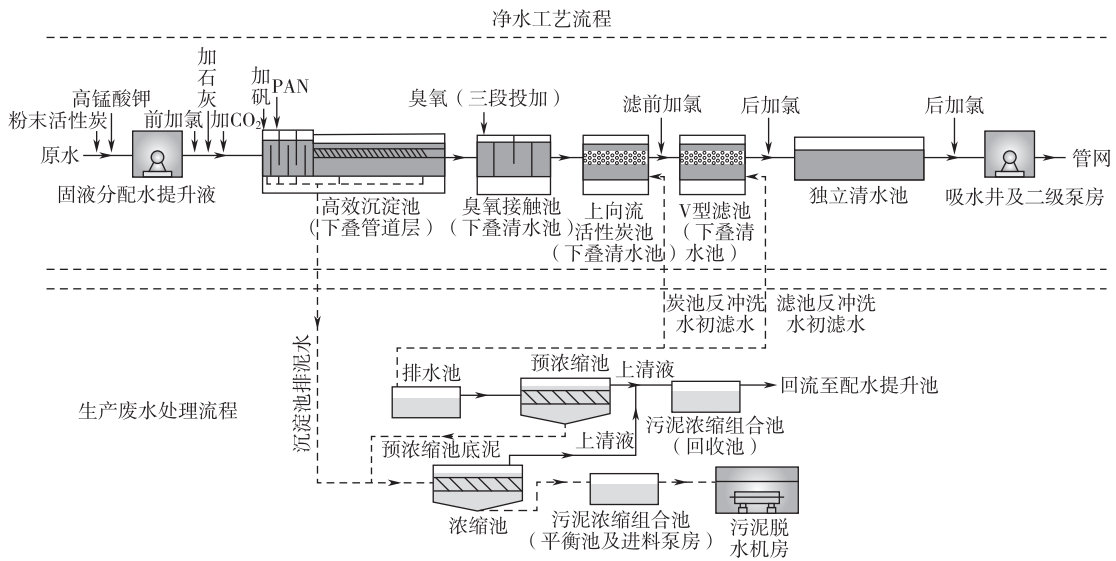 净水工艺流程
加石灰
加矾
PAN
高锰酸钾
粉末活性炭
前加氯
加CO₂
臭氧（三段投加）
滤前加氯
后加氯
后加氯
原水
管网
固液分配水提升液
高效沉淀池
（下叠管道层）
臭氧接触池
（下叠清水池）
上向流
活性炭池
（下叠清水池）
V型滤池
（下叠清
水池）
独立清水池
吸水井及二级泵房
炭池反冲洗
水初滤水
滤池反冲洗
水初滤水
沉淀池排泥水
生产废水处理流程
排水池
预浓缩池
上清液
回流至配水提升池
污泥浓缩组合池
（回收池）
预浓缩池底泥
上清液
浓缩池
污泥浓缩组合池
（平衡池及进料泵房）
污泥脱
水机房